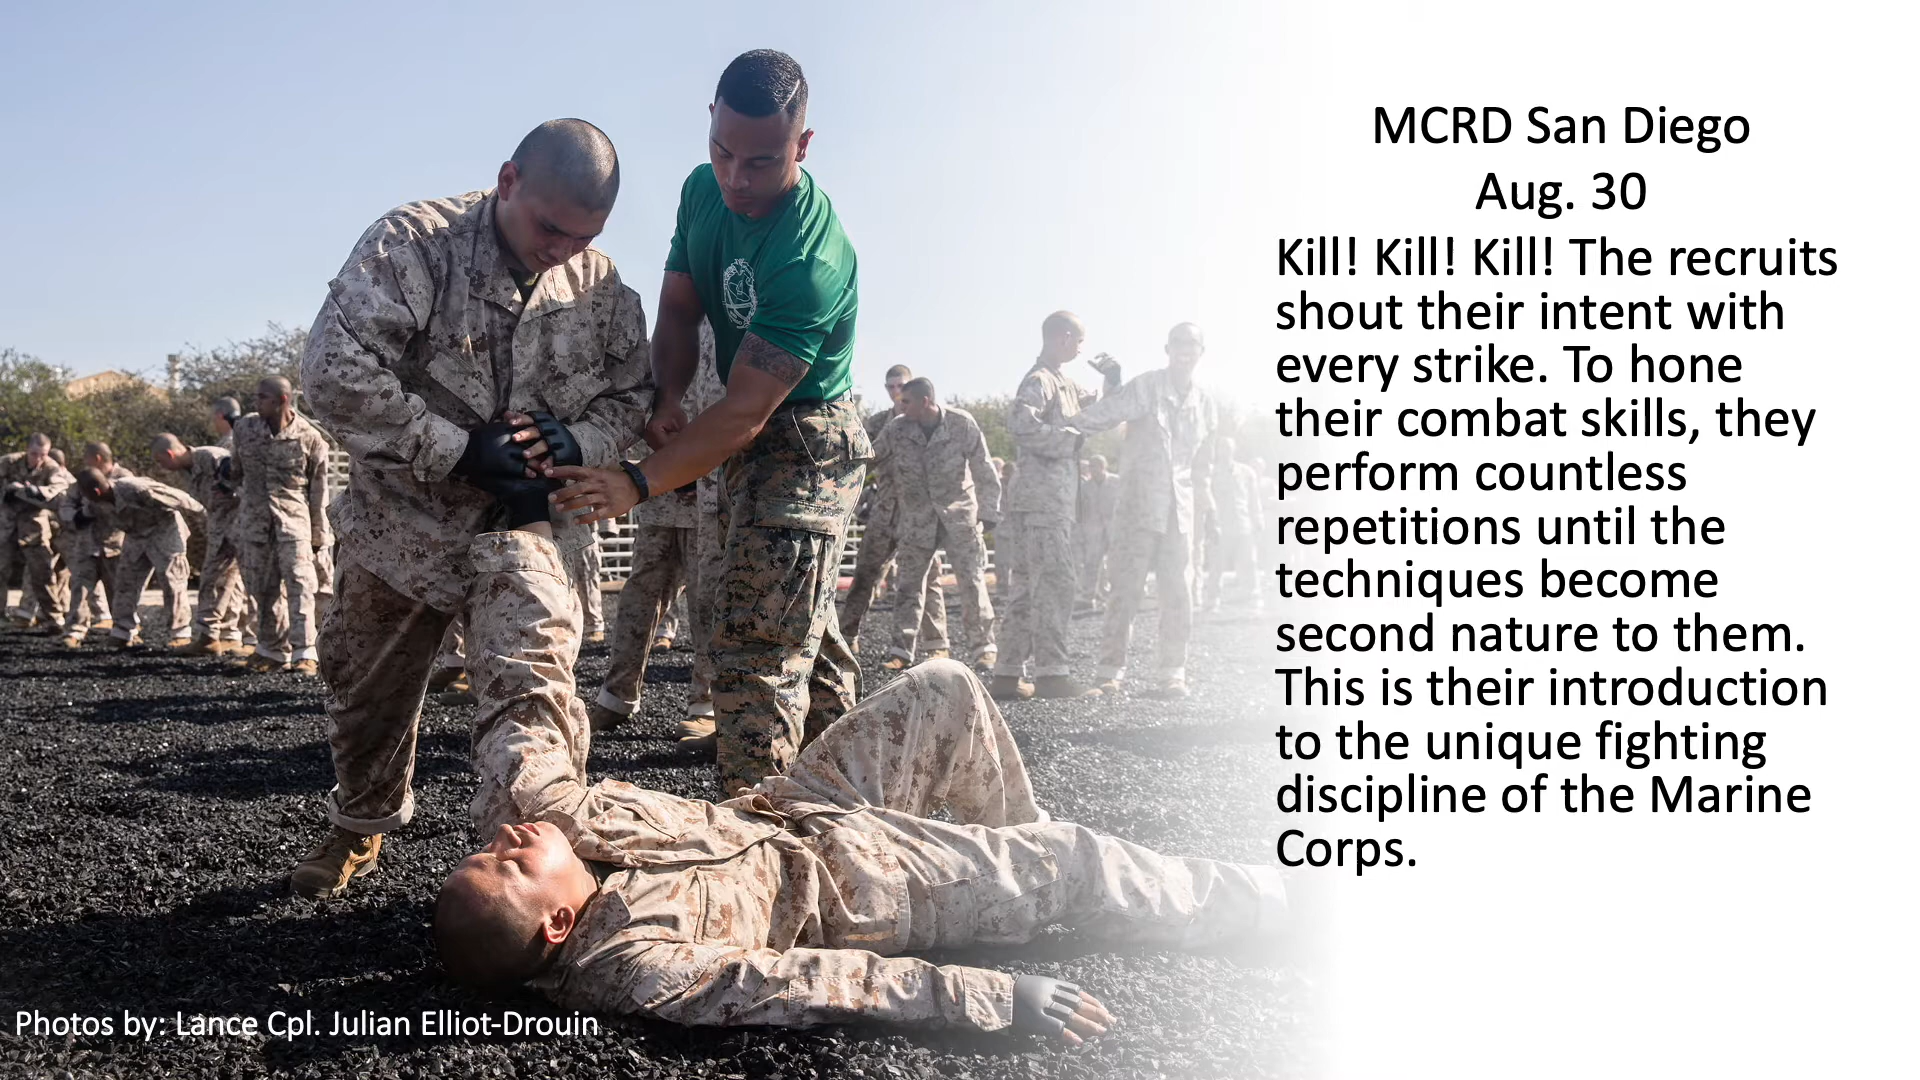 MCRD San Diego
Aug. 30
Kill! Kill! Kill! The recruits
shout their intent with
every strike. To hone
their combat skills, they
perform countless
repetitions until the
techniques become
second nature to them.
This is their introduction
to the unique fighting
discipline of the Marine
Corps.
Photos by: Lance Cpl. Julian Elliot-Drouin